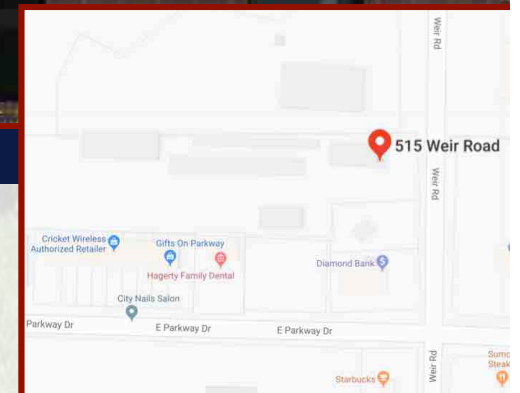 Weir Rd
515 Weir Road
Weir Rd
Cricket Wireless
Authorized Retailer
Gifts On Parkway
Hagerty Family Dental
Diamond Bank
City Nails Salon
Parkway Dr
E Parkway Dr
E Parkway Dr
Weir Rd
Starbucks
Steak